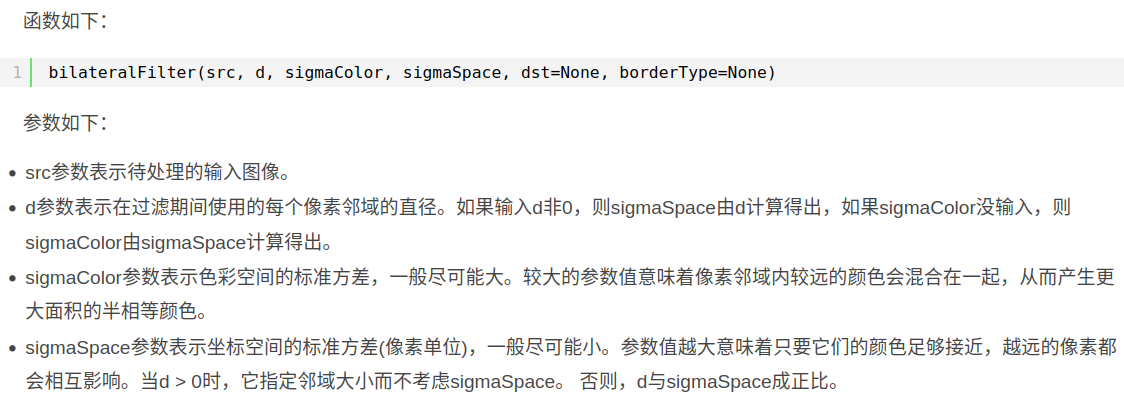 函数如下：
1 bilateralFilter(src, d, sigmaColor, sigmaSpace, dst=None, borderType=None)
参数如下：
• src参数表示待处理的输入图像。
• d参数表示在过滤期间使用的每个像素邻域的直径。如果输入d非0，则sigmaSpace由d计算得出，如果sigmaColor没输入，则
sigmaColor由sigmaSpace计算得出。
• sigmaColor参数表示色彩空间的标准方差，一般尽可能大。较大的参数值意味着像素邻域内较远的颜色会混合在一起，从而产生更
大面积的半相等颜色。
• sigmaSpace参数表示坐标空间的标准方差(像素单位)，一般尽可能小。参数值越大意味着只要它们的颜色足够接近，越远的像素都
会相互影响。当d > 0时，它指定邻域大小而不考虑sigmaSpace。 否则，d与sigmaSpace成正比。